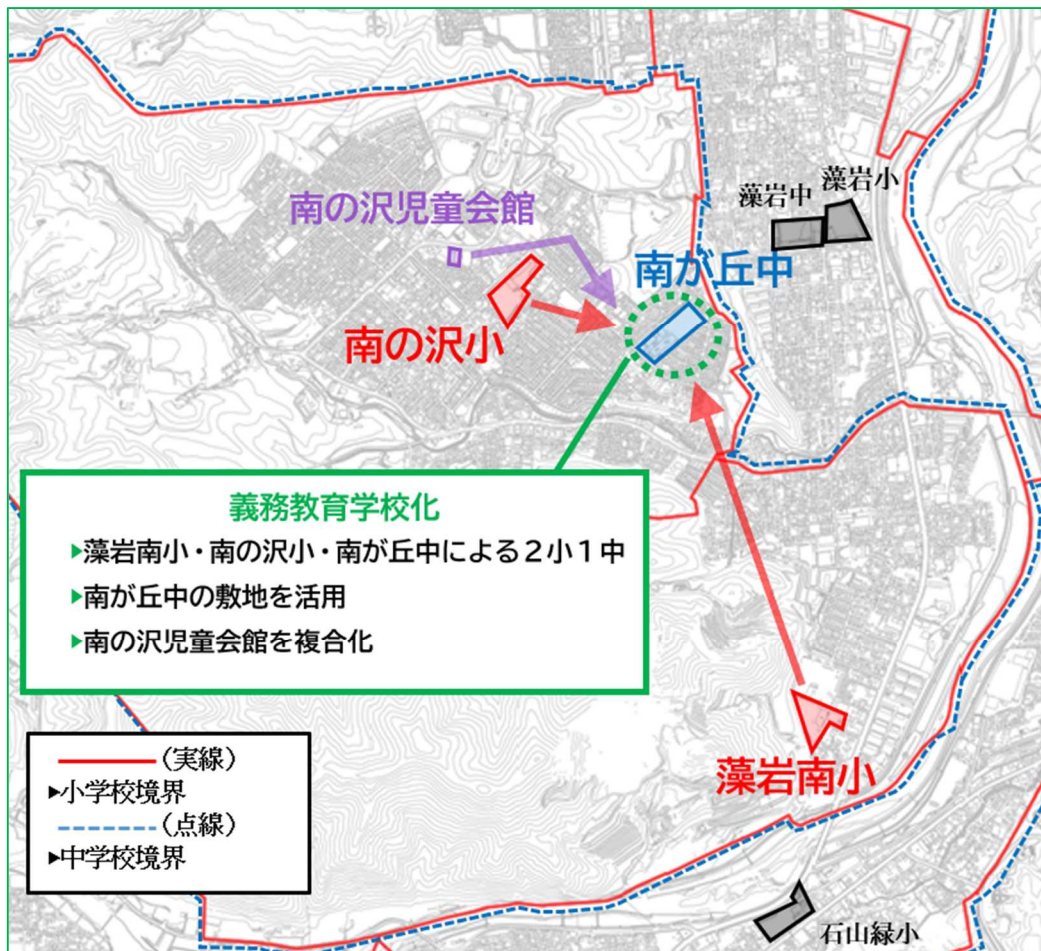 藻岩小
藻岩中
南の沢児童会館
南が丘中
南の沢小
義務教育学校化
▶藻岩南小・南の沢小・南が丘中による２小１中
▶南が丘中の敷地を活用
▶南の沢児童会館を複合化
藻岩南小
(実線)
▶小学校境界
(点線)
▶中学校境界
石山緑小